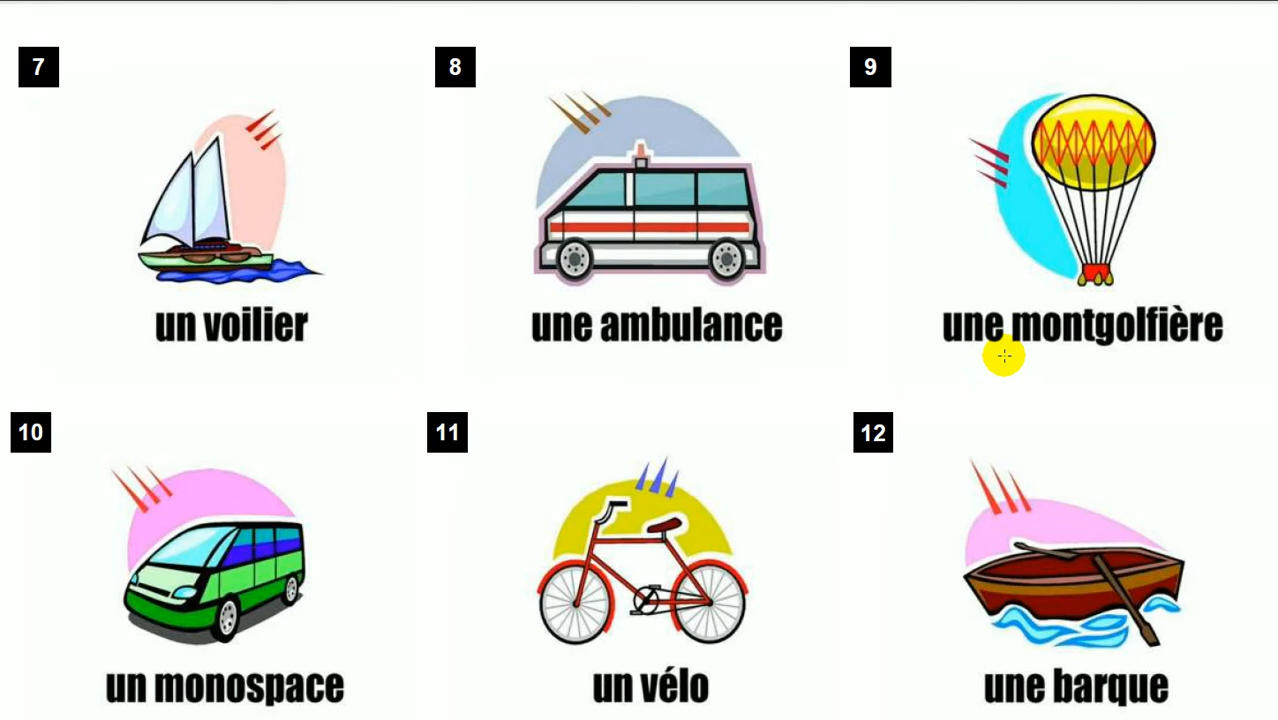 7
8
9
un voilier
une ambulance
une montgolfière
10
11
12
un monospace
un vélo
une barque